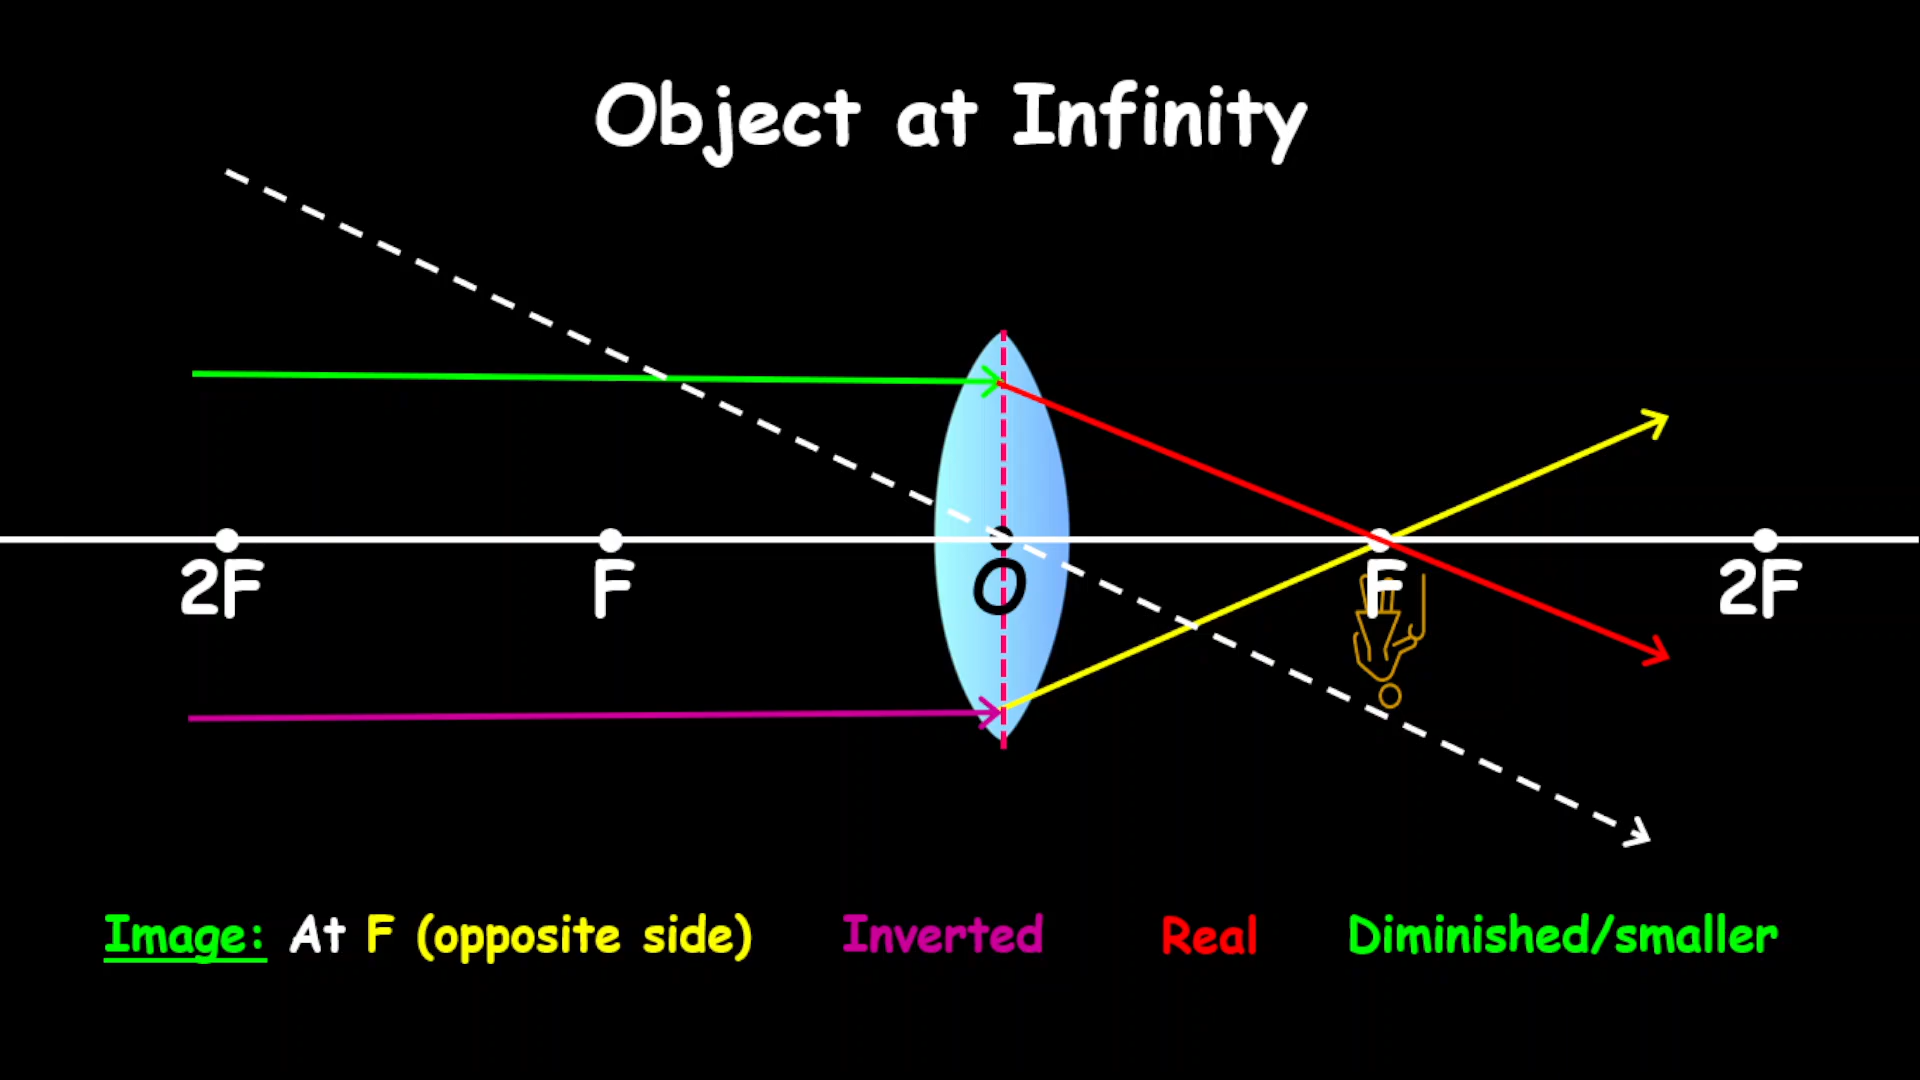 Object at Infinity
2F F O F 2F
Image: At F (opposite side) Inverted Real Diminished/smaller